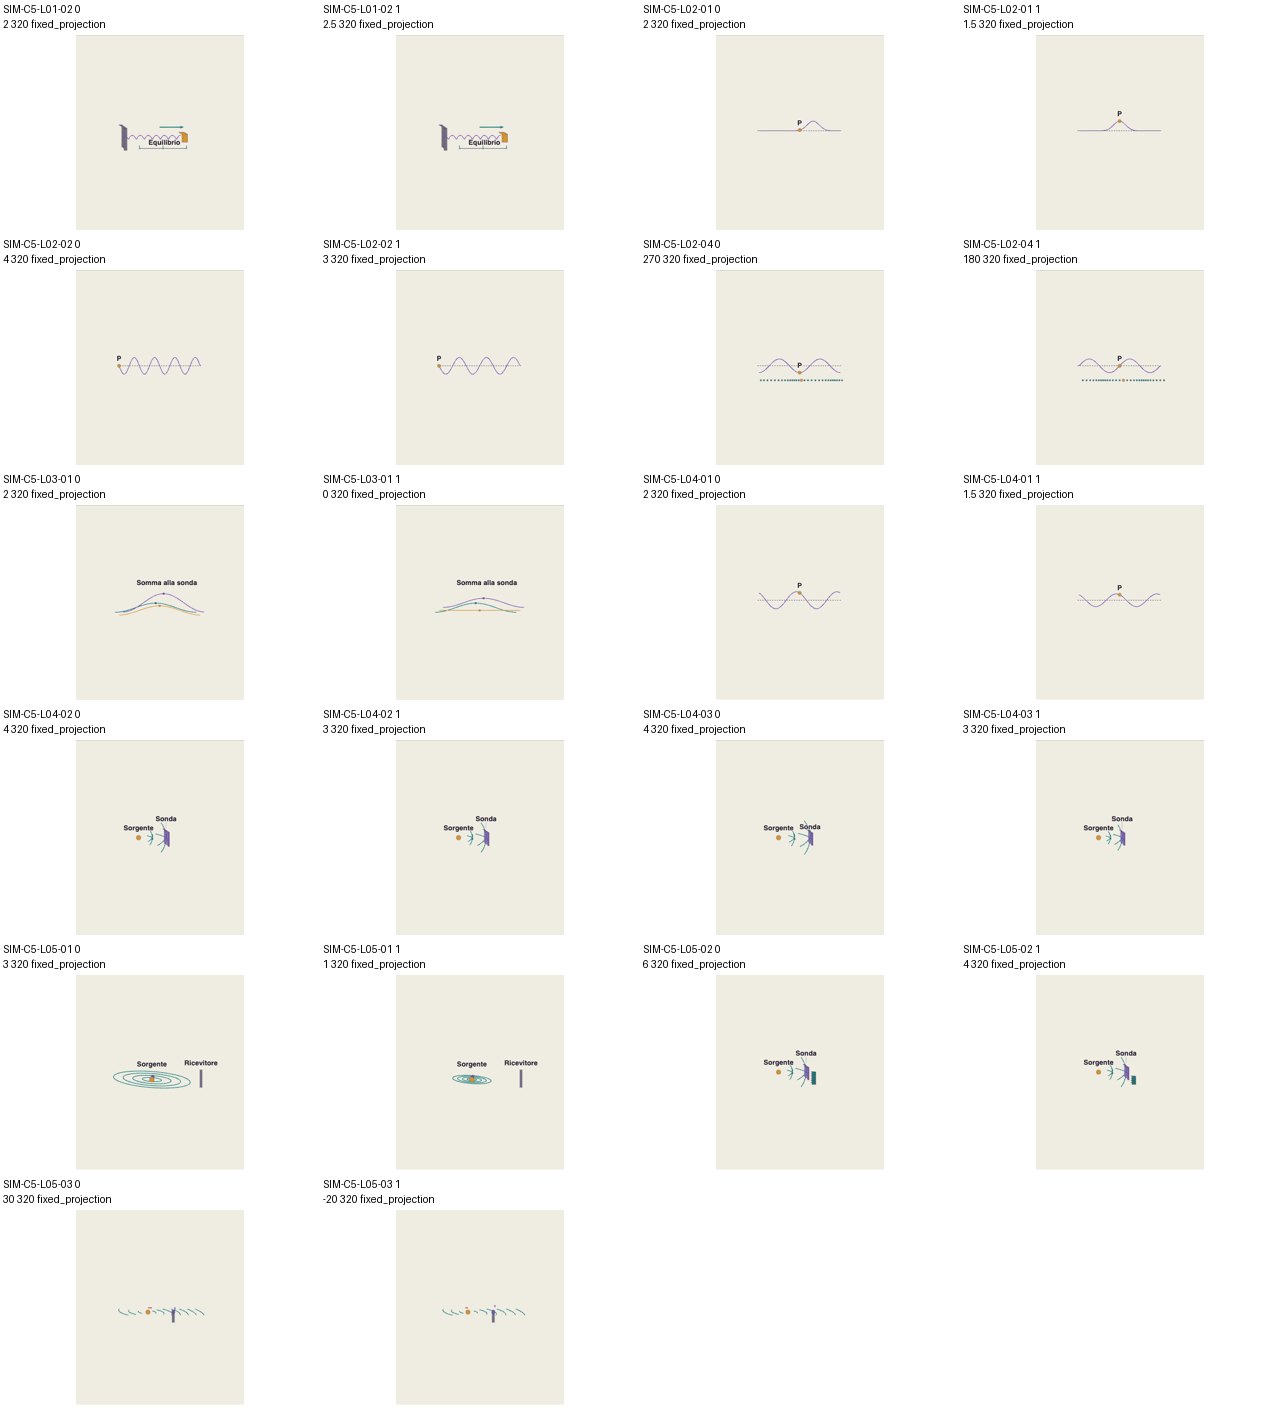 SIM-C5-L01-02 0
2 320 fixed_projection
SIM-C5-L01-02 1
2.5 320 fixed_projection
SIM-C5-L02-01 0
2 320 fixed_projection
SIM-C5-L02-01 1
1.5 320 fixed_projection
Equilibrio
Equilibrio
P
P
SIM-C5-L02-02 0
4 320 fixed_projection
SIM-C5-L02-02 1
3 320 fixed_projection
SIM-C5-L02-04 0
270 320 fixed_projection
SIM-C5-L02-04 1
180 320 fixed_projection
P
P
P
P
SIM-C5-L03-01 0
2 320 fixed_projection
SIM-C5-L03-01 1
0 320 fixed_projection
SIM-C5-L04-01 0
2 320 fixed_projection
SIM-C5-L04-01 1
1.5 320 fixed_projection
Somma alla sonda
Somma alla sonda
P
P
SIM-C5-L04-02 0
4 320 fixed_projection
SIM-C5-L04-02 1
3 320 fixed_projection
SIM-C5-L04-03 0
4 320 fixed_projection
SIM-C5-L04-03 1
3 320 fixed_projection
Sonda
Sorgente
Sonda
Sorgente
Sonda
Sorgente
Sonda
Sorgente
SIM-C5-L05-01 0
3 320 fixed_projection
SIM-C5-L05-01 1
1 320 fixed_projection
SIM-C5-L05-02 0
6 320 fixed_projection
SIM-C5-L05-02 1
4 320 fixed_projection
Sorgente
Ricevitore
Sorgente
Ricevitore
Sonda
Sorgente
Sonda
Sorgente
SIM-C5-L05-03 0
30 320 fixed_projection
SIM-C5-L05-03 1
-20 320 fixed_projection